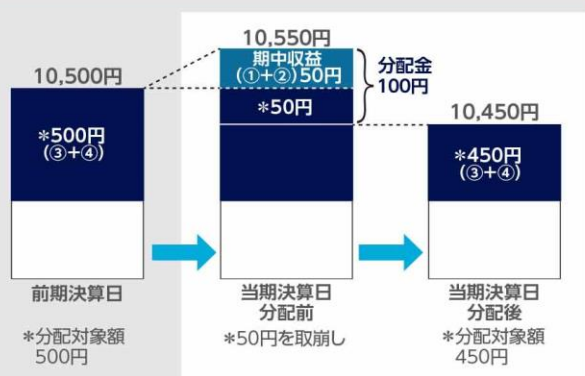 10,500円
＊500円
(③+④)
前期決算日
＊分配対象額
500円
10,550円
期中収益
(①+②)50円
＊50円
分配金
100円
当期決算日
分配前
＊50円を取崩し
10,450円
＊450円
(③+④)
当期決算日
分配後
＊分配対象額
450円